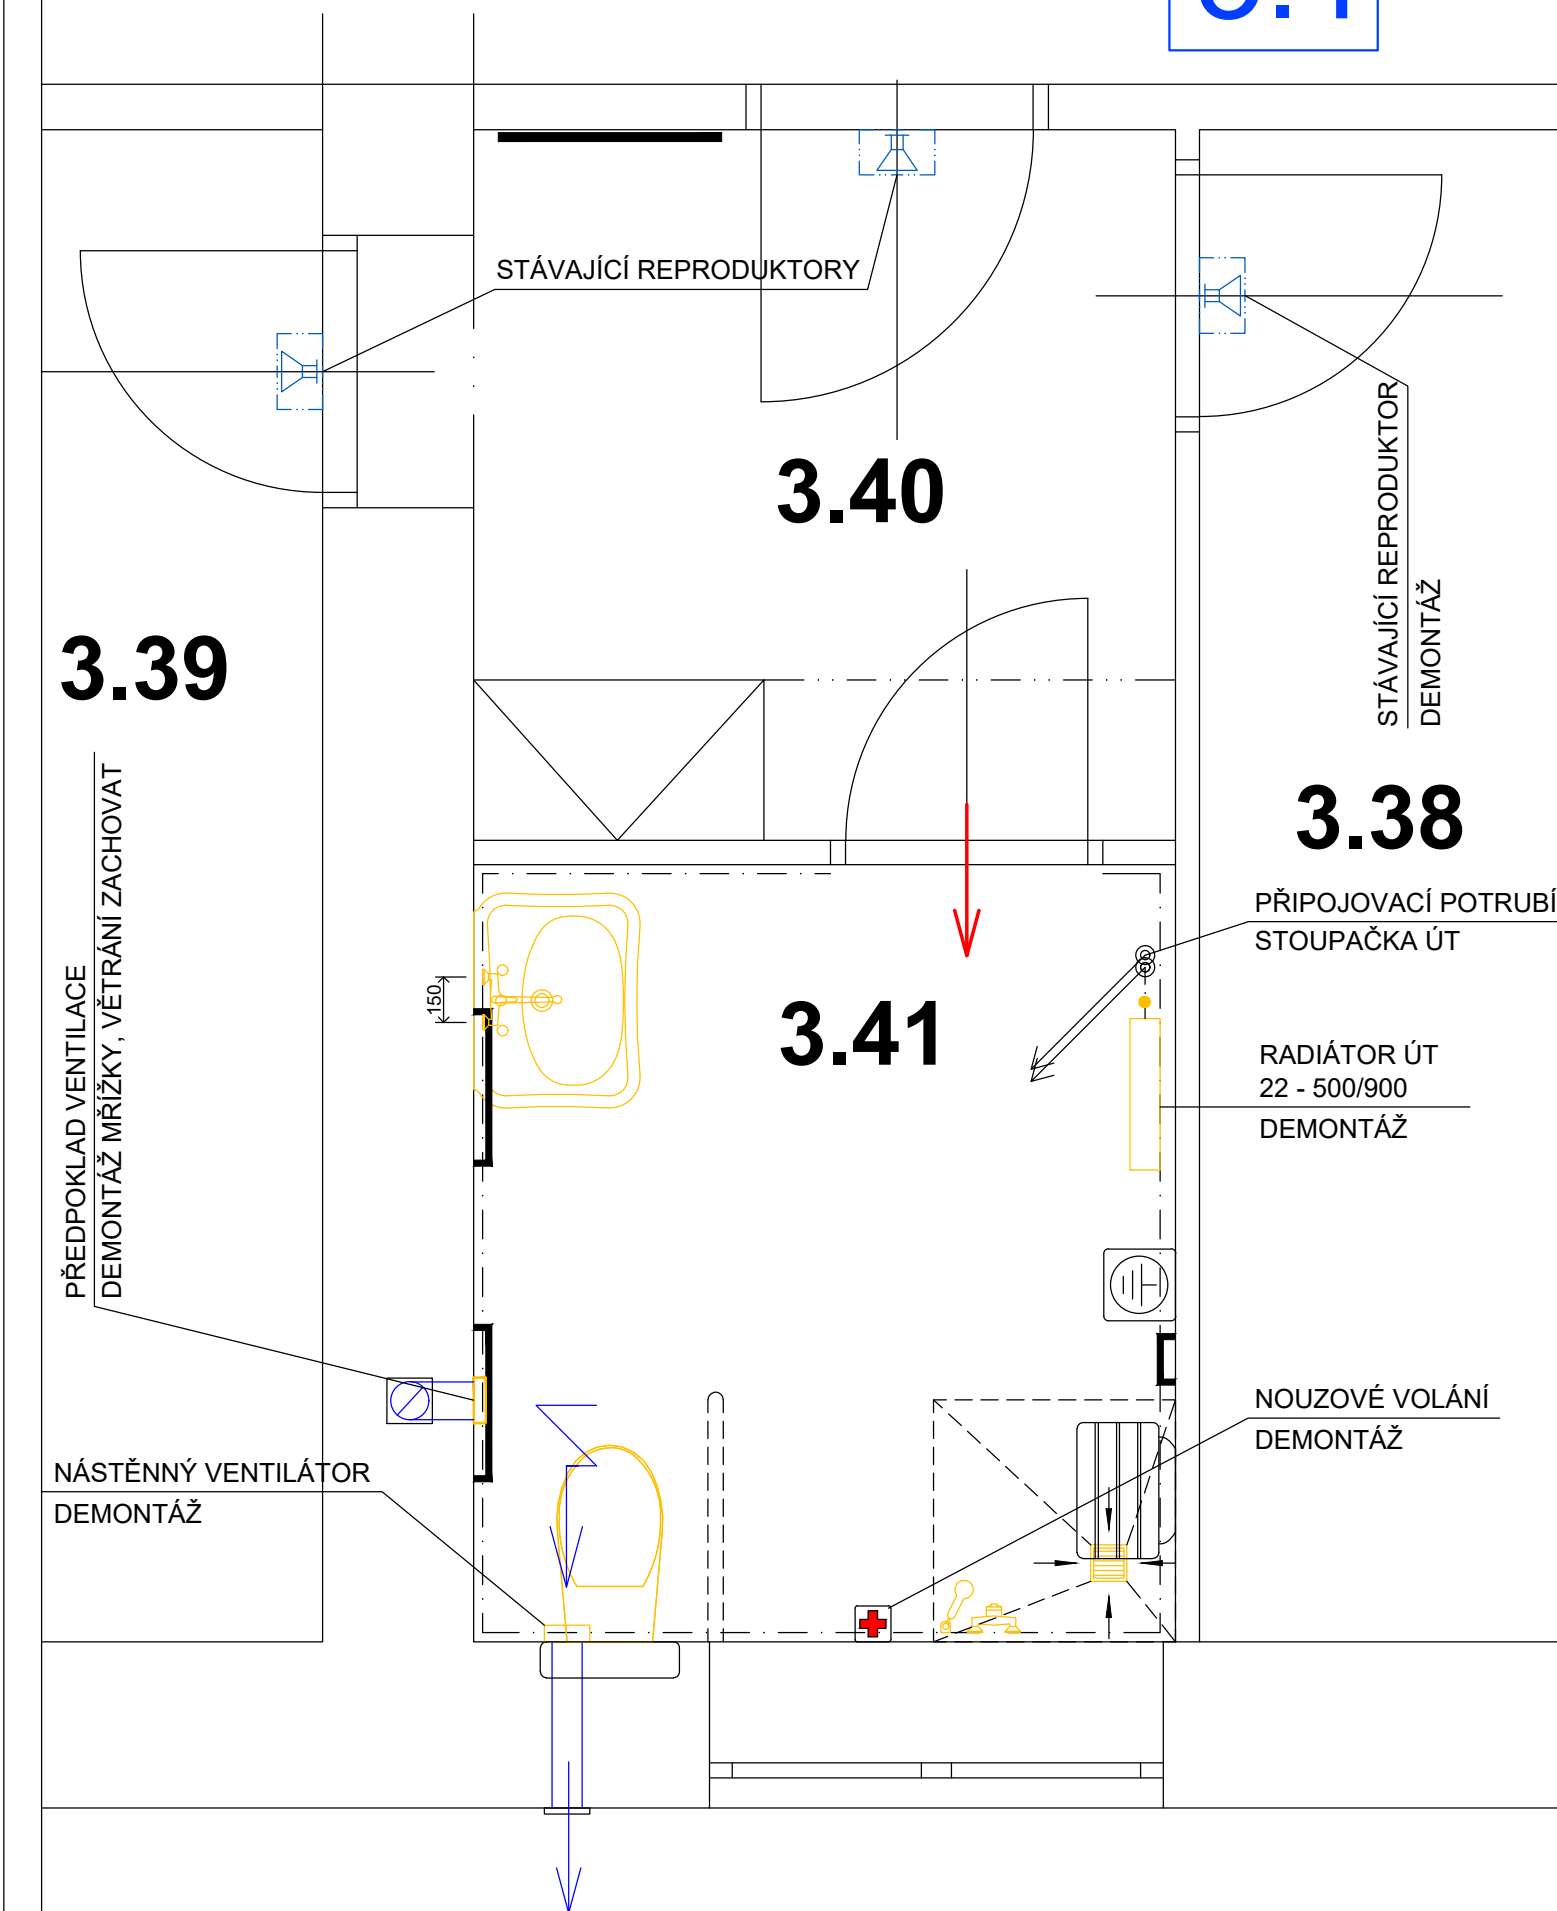 STÁVAJÍCÍ REPRODUKTORY
STÁVAJÍCÍ REPRODUKTOR
DEMONTÁŽ
3.40
3.39
3.38
PŘEDPOKLAD VENTILACE
DEMONTÁŽ MŘÍŽKY, VĚTRÁNÍ ZACHOVAT
PŘIPOJOVACÍ POTRUBÍ
STOUPAČKA ÚT
150
3.41
RADIÁTOR ÚT
22 - 500/900
DEMONTÁŽ
NOUZOVÉ VOLÁNÍ
DEMONTÁŽ
NÁSTĚNNÝ VENTILÁTOR
DEMONTÁŽ